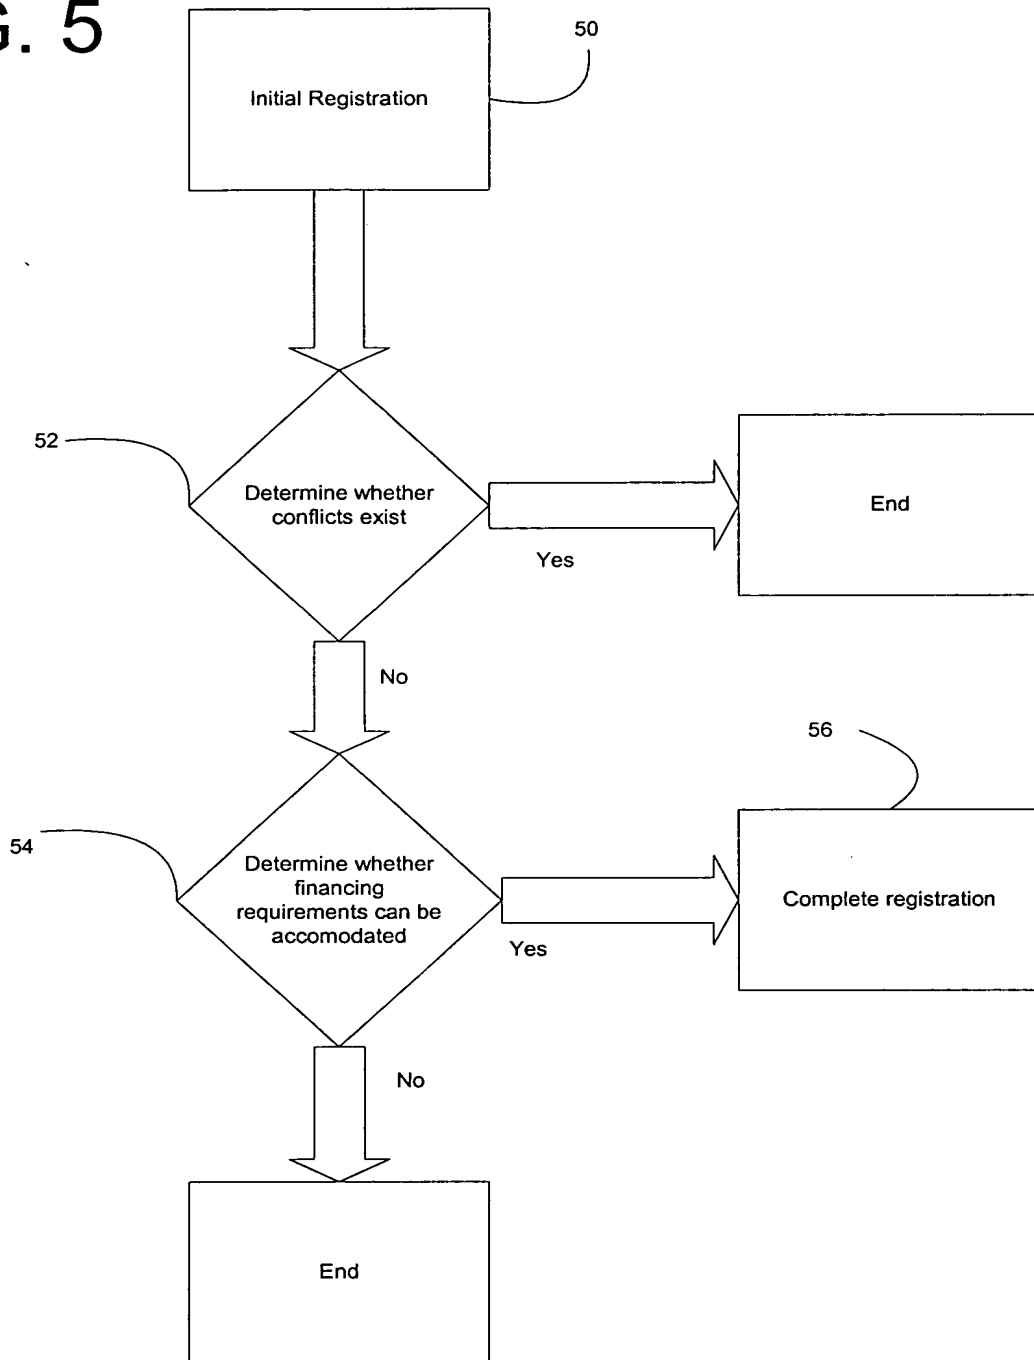 5
50
Initial Registration
52
Determine whether
conflicts exist
End
Yes
No
56
54
Determine whether
financing
requirements can be
accomodated
Complete registration
Yes
No
End